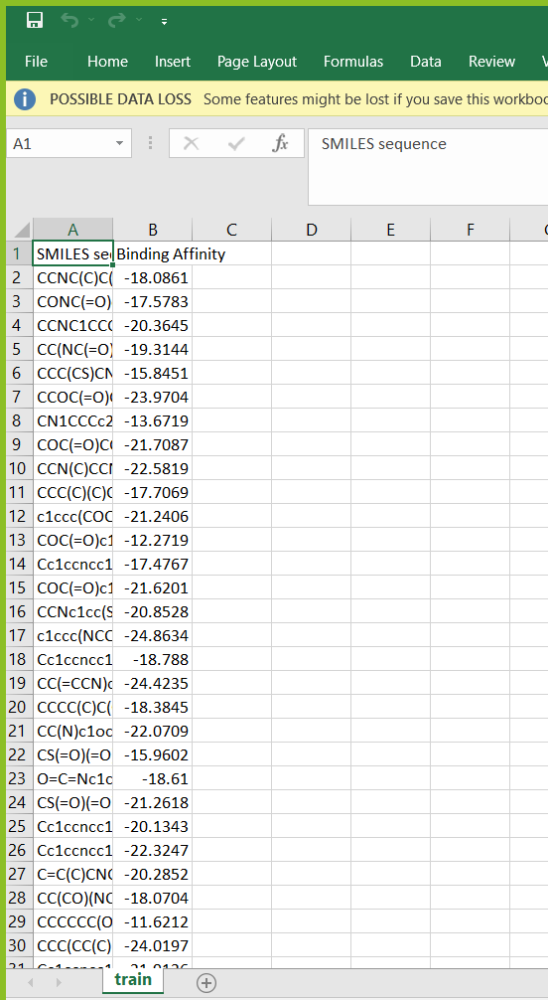 File Home Insert Page Layout Formulas Data Review
POSSIBLE DATA LOSS Some features might be lost if you save this workboo
A1 fx SMILES sequence
A B C D E F
1 SMILES se Binding Affinity
2 CCNC(C)C( -18.0861
3 CONC(=O) -17.5783
4 CCNC1CCC -20.3645
5 CC(NC(=O) -19.3144
6 CCC(CS)CN -15.8451
7 CCOC(=O) -23.9704
8 CN1CCCc2 -13.6719
9 COC(=O)C -21.7087
10 CCN(C)CC -22.5819
11 CCC(C)(C) -17.7069
12 c1ccc(COC -21.2406
13 COC(=O)c1 -12.2719
14 Cc1ccncc1 -17.4767
15 COC(=O)c1 -21.6201
16 CCNc1cc(S -20.8528
17 c1ccc(NCC -24.8634
18 Cc1ccncc1 -18.788
19 CC(=CCN)c -24.4235
20 CCCC(C)C( -18.3845
21 CC(N)c1oc -22.0709
22 CS(=O)(=O -15.9602
23 O=C=Nc1c -18.61
24 CS(=O)(=O -21.2618
25 Cc1ccncc1 -20.1343
26 Cc1ccncc1 -22.3247
27 C=C(C)CNC -20.2852
28 CC(CO)(NC -18.0704
29 CCCCCC(O -11.6212
30 CCC(CC(C) -24.0197
train